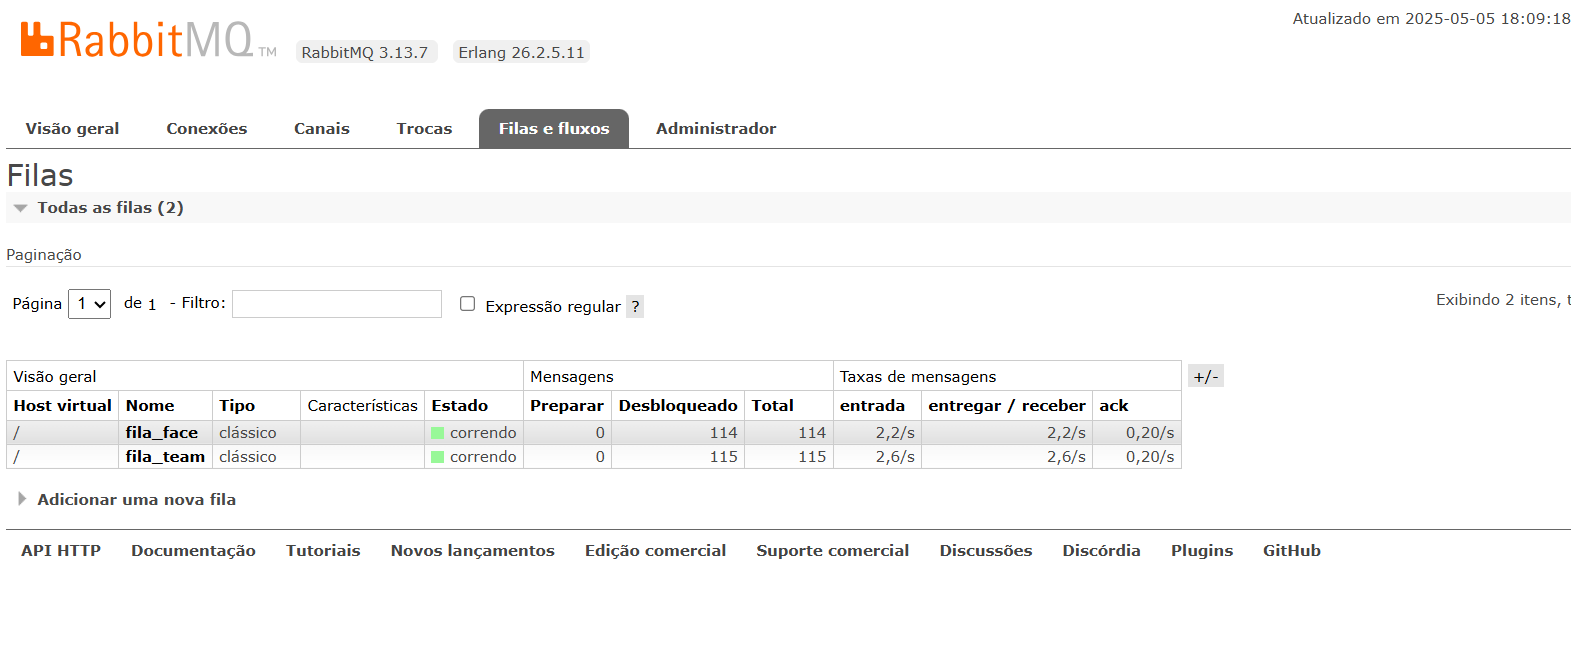 Atualizado em 2025-05-05 18:09:18
RabbitMQ TM RabbitMQ 3.13.7 Erlang 26.2.5.11
Visão geral Conexões Canais Trocas Filas e fluxos Administrador
Filas
Todas as filas (2)
Paginação
Página 1 de 1 - Filtro: Expressão regular ? Exibindo 2 itens, t
Visão geral Mensagens Taxas de mensagens +/-
Host virtual Nome Tipo Características Estado Preparar Desbloqueado Total entrada entregar / receber ack
/ fila_face clássico correndo 0 114 114 2,2/s 2,2/s 0,20/s
/ fila_team clássico correndo 0 115 115 2,6/s 2,6/s 0,20/s
Adicionar uma nova fila
API HTTP Documentação Tutoriais Novos lançamentos Edição comercial Suporte comercial Discussões Discórdia Plugins GitHub